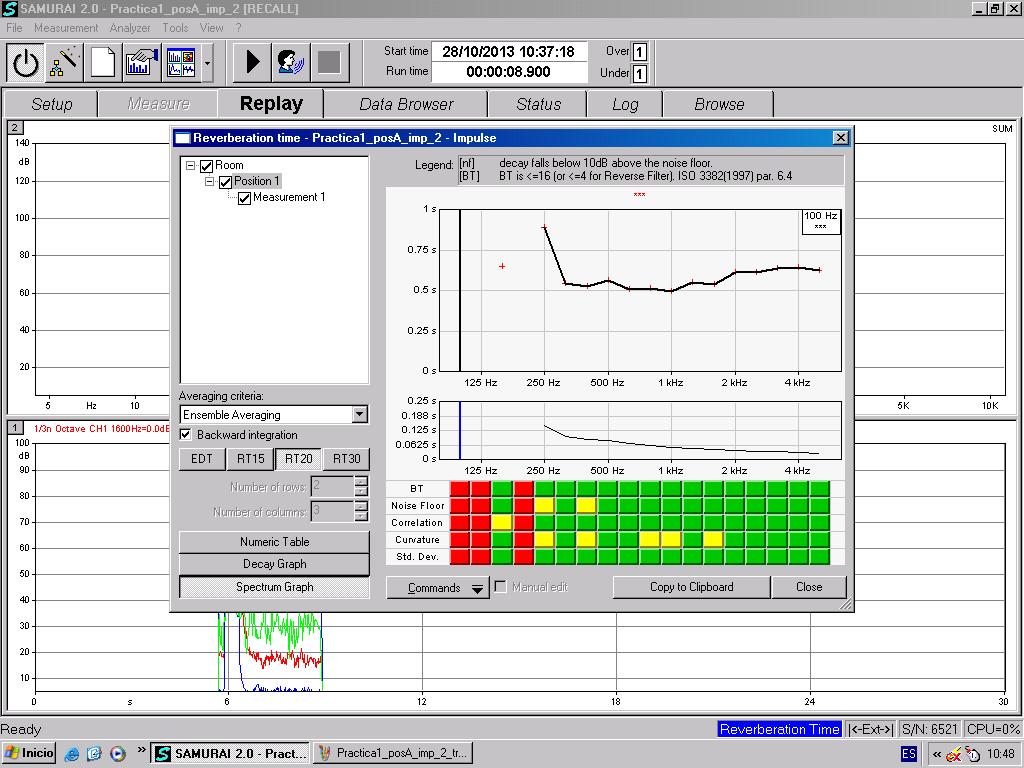 SAMURAI 2.0 - Practica1_posA_imp_2 [RECALL]
File Measurement Analyzer Tools View ?
Start time 28/10/2013 10:37:18 Over 1
Run time 00:00:08.900 Under 1
Setup Measure Replay Data Browser Status Log Browse
2 SUM
140
dB
120
100
80
60
40
20
5 Hz 10 5K 10K
1 1/3n Octave CH1 1600Hz=0.0dB
100
dB
90
80
70
60
50
40
30
20
10
0 s 6 12 18 24 30
Reverberation time - Practica1_posA_imp_2 - Impulse
Room
Position 1
Measurement 1
Legend: [nf] decay falls below 10dB above the noise floor.
[BT] BT is <=16 (or <=4 for Reverse Filter). ISO 3382(1997) par. 6.4
***
100 Hz
***
1 s
0.75 s
0.5 s
0.25 s
0 s
125 Hz 250 Hz 500 Hz 1 kHz 2 kHz 4 kHz
0.25 s
0.188 s
0.125 s
0.0625 s
0 s
125 Hz 250 Hz 500 Hz 1 kHz 2 kHz 4 kHz
Averaging criteria:
Ensemble Averaging
Backward integration
EDT RT15 RT20 RT30
Number of rows: 2
Number of columns: 3
Numeric Table
Decay Graph
Spectrum Graph
BT
Noise Floor
Correlation
Curvature
Std. Dev.
Commands Manual edit Copy to Clipboard Close
Ready Reverberation Time |<-Ext->| S/N: 6521 CPU=0%
Inicio » SAMURAI 2.0 - Pract... Practica1_posA_imp_2_tr... ES « 10:48